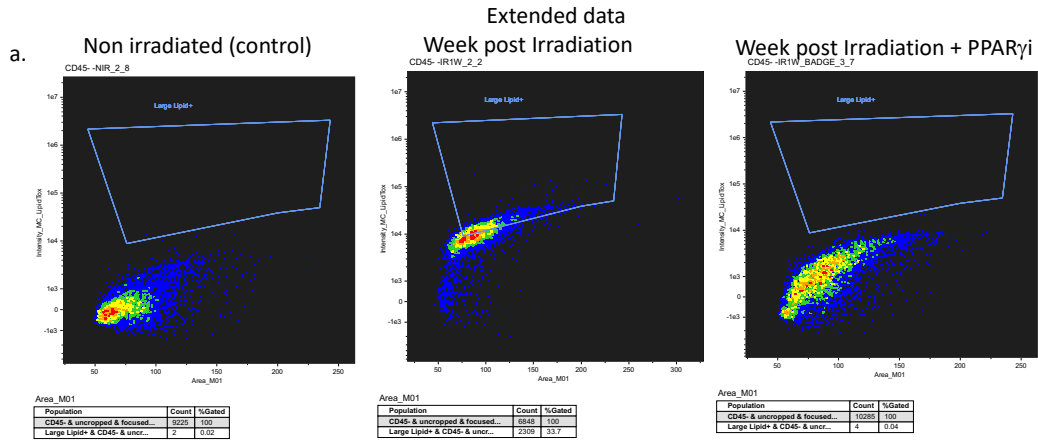 Extended data
a.
Non irradiated (control)
Week post Irradiation
Week post Irradiation + PPARγi
CD45- -NIR_2_8
1e7
1e6
1e5
1e4
1e3
0
-1e3
Intensity_MC_LipidTox
Large Lipid+
50
100
150
200
250
Area_M01
CD45- -IR1W_2_2
1e7
1e6
1e5
1e4
1e3
0
-1e3
Intensity_MC_LipidTox
Large Lipid+
50
100
150
200
250
300
Area_M01
CD45- -IR1W_BADGE_3_7
1e7
1e6
1e5
1e4
1e3
0
-1e3
Intensity_MC_LipidTox
Large Lipid+
50
100
150
200
250
Area_M01
Area_M01
Population Count %Gated
CD45- & uncropped & focused... 9225 100
Large Lipid+ & CD45- & uncr... 2 0.02
Area_M01
Population Count %Gated
CD45- & uncropped & focused... 6848 100
Large Lipid+ & CD45- & uncr... 2309 33.7
Area_M01
Population Count %Gated
CD45- & uncropped & focused... 10285 100
Large Lipid+ & CD45- & uncr... 4 0.04